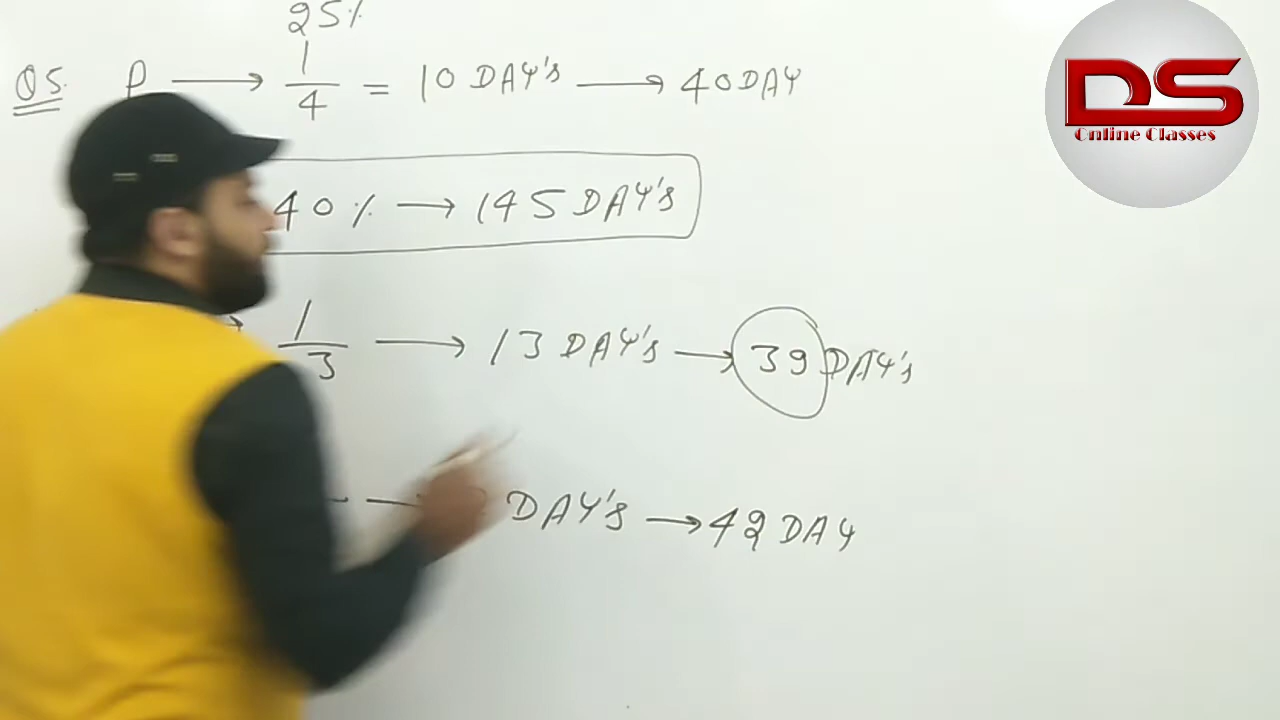 25%
Q5. P → 1/4 = 10 DAY'S → 40 DAY
40% → 145 DAY'S
1/3 → 13 DAY'S → 39 DAY'S
DAY'S → 42 DAY
DS
Online Classes